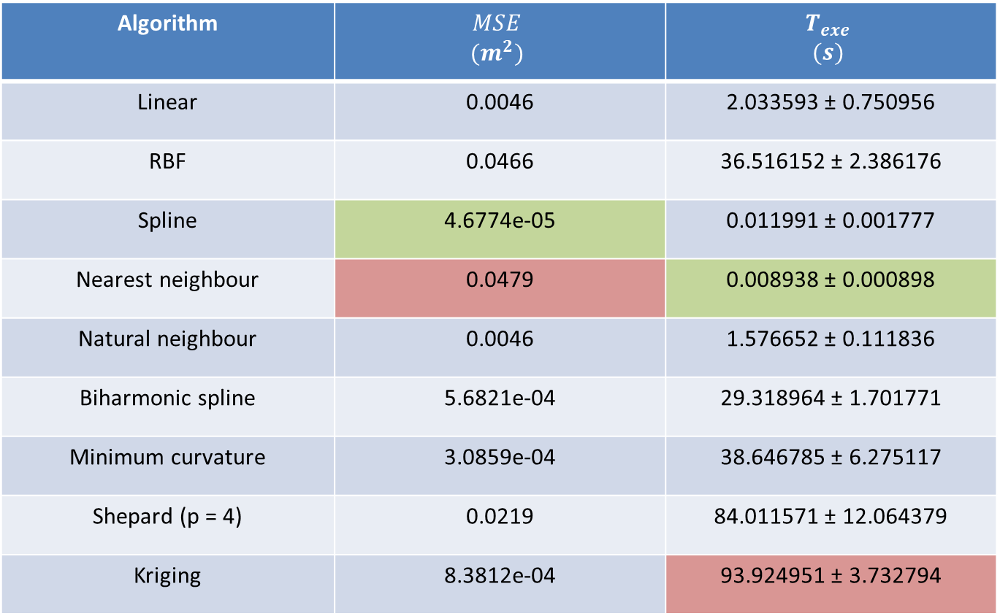 Algorithm MSE T_exe
(m²) (s)
Linear 0.0046 2.033593 ± 0.750956
RBF 0.0466 36.516152 ± 2.386176
Spline 4.6774e-05 0.011991 ± 0.001777
Nearest neighbour 0.0479 0.008938 ± 0.000898
Natural neighbour 0.0046 1.576652 ± 0.111836
Biharmonic spline 5.6821e-04 29.318964 ± 1.701771
Minimum curvature 3.0859e-04 38.646785 ± 6.275117
Shepard (p = 4) 0.0219 84.011571 ± 12.064379
Kriging 8.3812e-04 93.924951 ± 3.732794